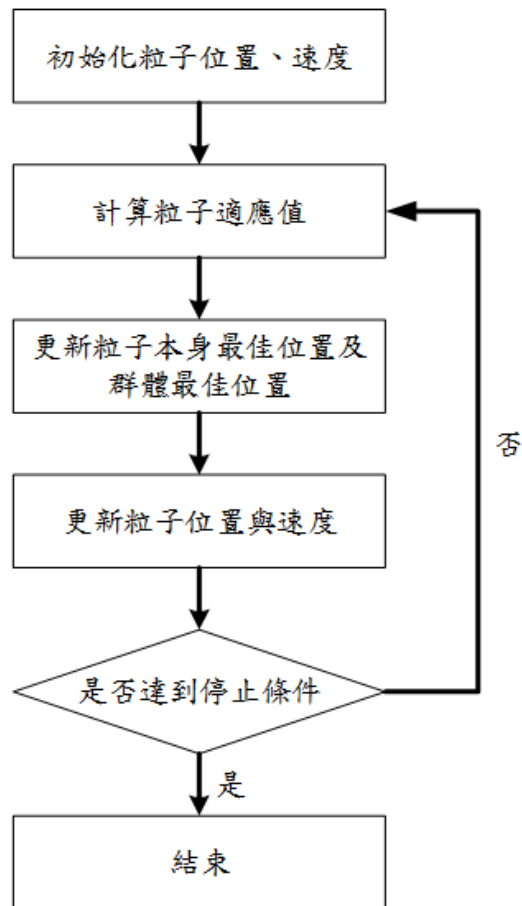 初始化粒子位置、速度
計算粒子適應值
更新粒子本身最佳位置及
群體最佳位置
否
更新粒子位置與速度
是否達到停止條件
是
結束